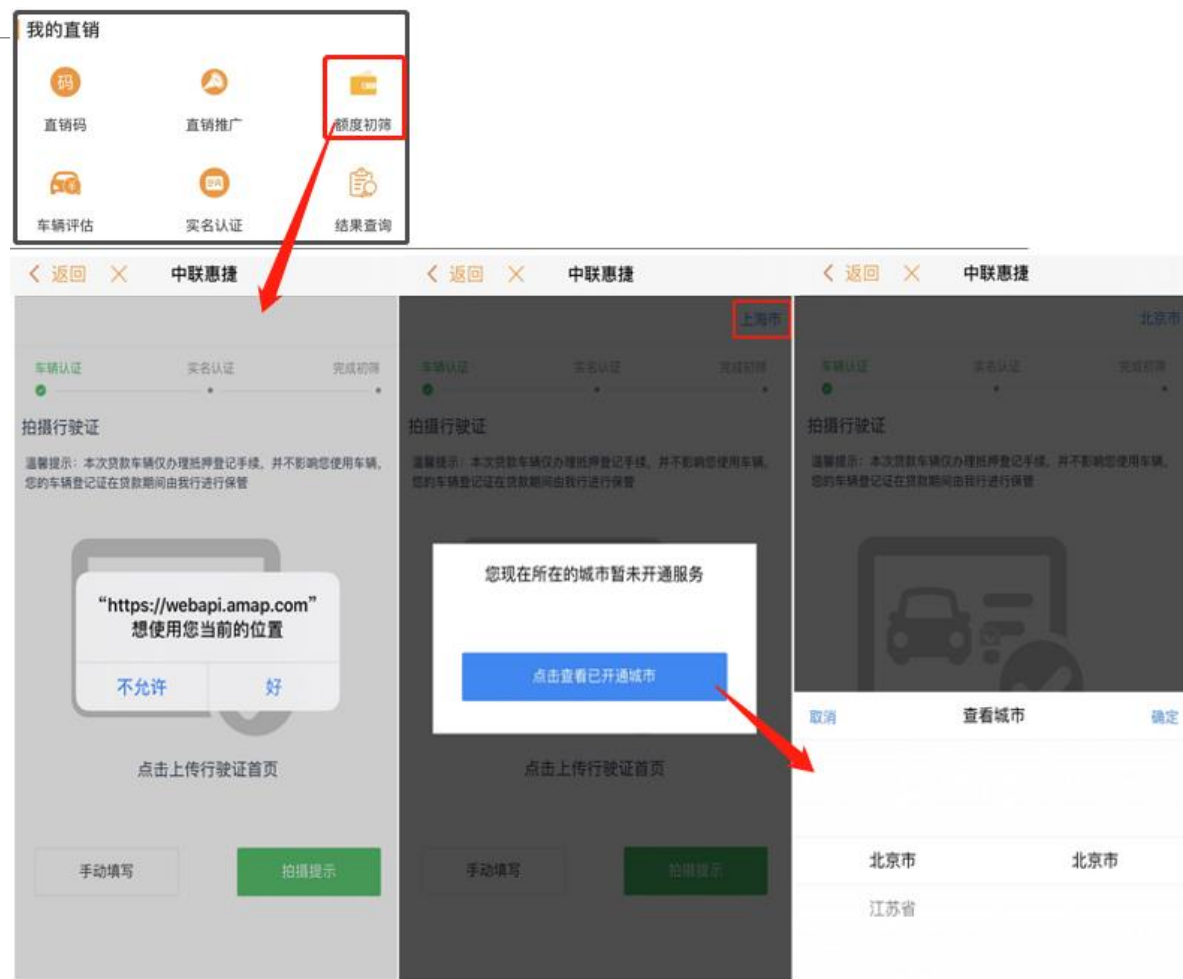 我的直销
码
直销码 直销推广 额度初筛
车辆评估 实名认证 结果查询
返回 中联惠捷
车辆认证 实名认证 完成初筛
拍摄行驶证
温馨提示：本次贷款车辆仅办理抵押登记手续，并不影响您使用车辆，
您的车辆登记证在贷款期间由我行进行保管
“https://webapi.amap.com”
想使用您当前的位置
不允许 好
点击上传行驶证首页
手动填写 拍摄提示
返回 中联惠捷
上海市
车辆认证 实名认证 完成初筛
拍摄行驶证
温馨提示：本次贷款车辆仅办理抵押登记手续，并不影响您使用车辆，
您的车辆登记证在贷款期间由我行进行保管
您现在所在的城市暂未开通服务
点击查看已开通城市
点击上传行驶证首页
手动填写 拍摄提示
返回 中联惠捷
北京市
车辆认证 实名认证 完成初筛
拍摄行驶证
温馨提示：本次贷款车辆仅办理抵押登记手续，并不影响您使用车辆，
您的车辆登记证在贷款期间由我行进行保管
取消 查看城市 确定
北京市 北京市
江苏省